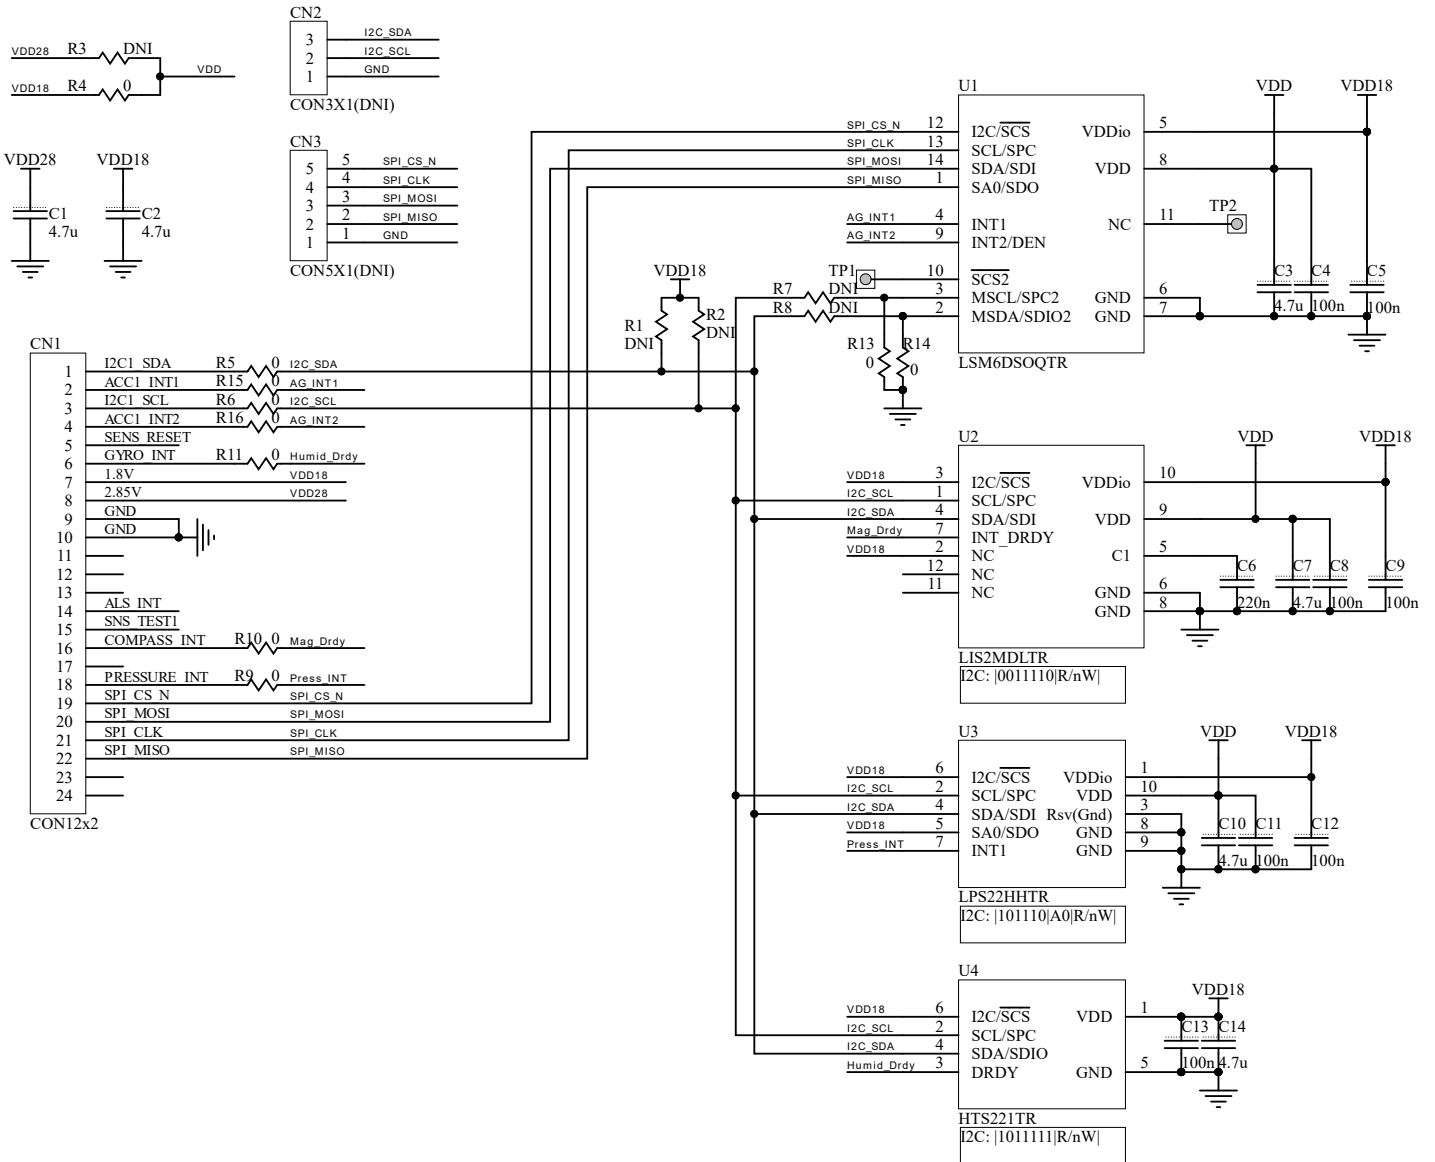 CN2
3 I2C_SDA
2 I2C_SCL
1 GND
CON3X1(DNI)
VDD28 R3 DNI
VDD
VDD18 R4 0
CN3
5 5 SPI_CS_N
4 4 SPI_CLK
3 3 SPI_MOSI
2 2 SPI_MISO
1 1 GND
CON5X1(DNI)
VDD28 VDD18
C1 C2
4.7u 4.7u
CN1
1 I2C1_SDA R5 0 I2C_SDA
2 ACC1_INT1 R15 0 AG_INT1
3 I2C1_SCL R6 0 I2C_SCL
4 ACC1_INT2 R16 0 AG_INT2
5 SENS_RESET
6 GYRO_INT R11 0 Humid_Drdy
7 1.8V VDD18
8 2.85V VDD28
9 GND
10 GND
11
12
13
14 ALS_INT
15 SNS_TEST1
16 COMPASS_INT R10 0 Mag_Drdy
17
18 PRESSURE_INT R9 0 Press_INT
19 SPI_CS_N SPI_CS_N
20 SPI_MOSI SPI_MOSI
21 SPI_CLK SPI_CLK
22 SPI_MISO SPI_MISO
23
24
CON12x2
VDD18
R1 DNI
R2 DNI
U1
VDD VDD18
SPI_CS_N 12 I2C/SCS VDDio 5
SPI_CLK 13 SCL/SPC
SPI_MOSI 14 SDA/SDI VDD 8
SPI_MISO 1 SA0/SDO
AG_INT1 4 INT1 NC 11 TP2
AG_INT2 9 INT2/DEN
TP1 10 SCS2
R7 DNI 3 MSCL/SPC2 GND 6
R8 DNI 2 MSDA/SDIO2 GND 7
C3 C4 C5
4.7u 100n 100n
R13 R14
0 0
LSM6DSOQTR
U2
VDD VDD18
VDD18 3 I2C/SCS VDDio 10
I2C_SCL 1 SCL/SPC
I2C_SDA 4 SDA/SDI VDD 9
Mag_Drdy 7 INT_DRDY
VDD18 2 NC C1 5
12 NC
11 NC GND 6
GND 8
C6 C7 C8 C9
220n 4.7u 100n 100n
LIS2MDLTR
I2C: |0011110|R/nW|
U3
VDD VDD18
VDD18 6 I2C/SCS VDDio 1
I2C_SCL 2 SCL/SPC VDD 10
I2C_SDA 4 SDA/SDI Rsv(Gnd) 3
VDD18 5 SA0/SDO GND 8
Press_INT 7 INT1 GND 9
C10 C11 C12
4.7u 100n 100n
LPS22HHTR
I2C: |101110|A0|R/nW|
U4
VDD18
VDD18 6 I2C/SCS VDD 1
I2C_SCL 2 SCL/SPC
I2C_SDA 4 SDA/SDIO
Humid_Drdy 3 DRDY GND 5
C13 C14
100n 4.7u
HTS221TR
I2C: |1011111|R/nW|